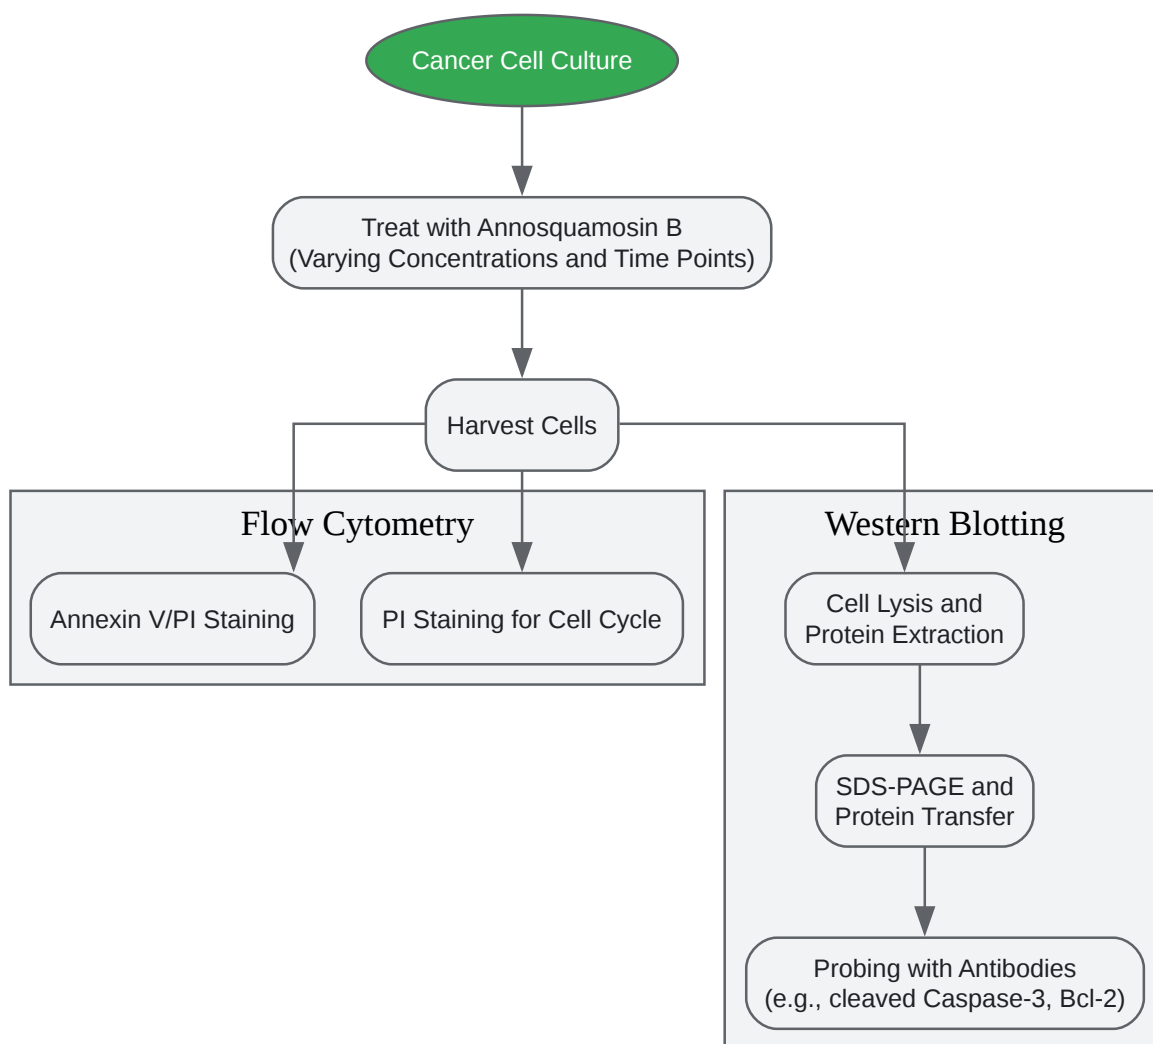 Cancer Cell Culture
Treat with Annosquamosin B
(Varying Concentrations and Time Points)
Harvest Cells
Flow Cytometry
Annexin V/PI Staining
PI Staining for Cell Cycle
Western Blotting
Cell Lysis and
Protein Extraction
SDS-PAGE and
Protein Transfer
Probing with Antibodies
(e.g., cleaved Caspase-3, Bcl-2)